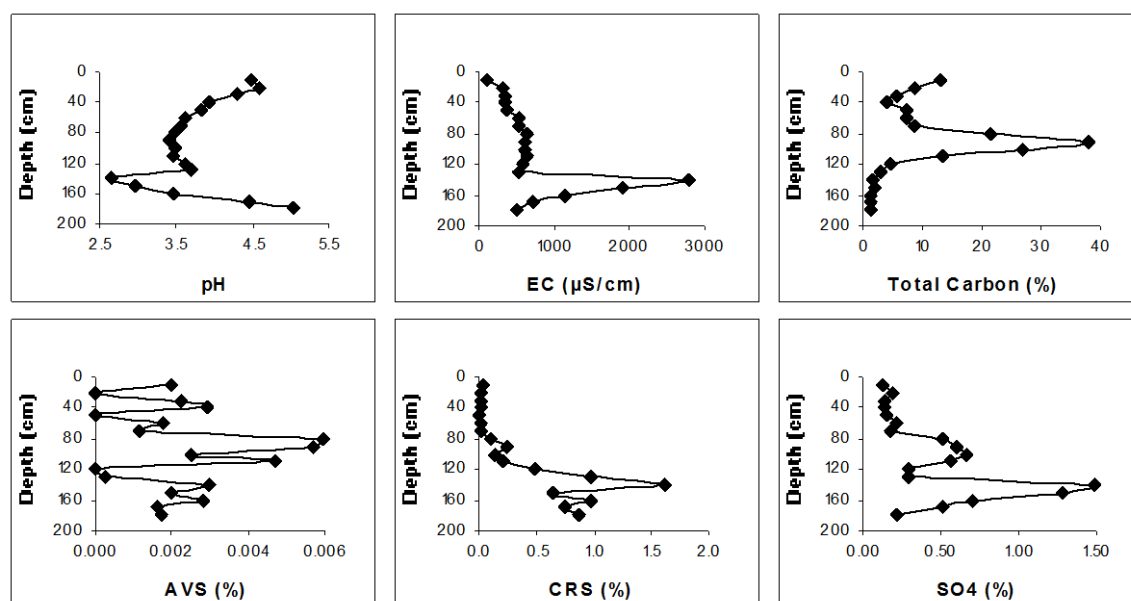 0
40
80
120
160
200
Depth (cm)
2.5 3.5 4.5 5.5
pH
0
40
80
120
160
200
Depth (cm)
0 1000 2000 3000
EC (µS/cm)
0
40
80
120
160
200
Depth (cm)
0 10 20 30 40
Total Carbon (%)
0
40
80
120
160
200
Depth (cm)
0.000 0.002 0.004 0.006
AVS (%)
0
40
80
120
160
200
Depth (cm)
0.0 0.5 1.0 1.5 2.0
CRS (%)
0
40
80
120
160
200
Depth (cm)
0.00 0.50 1.00 1.50
SO4 (%)